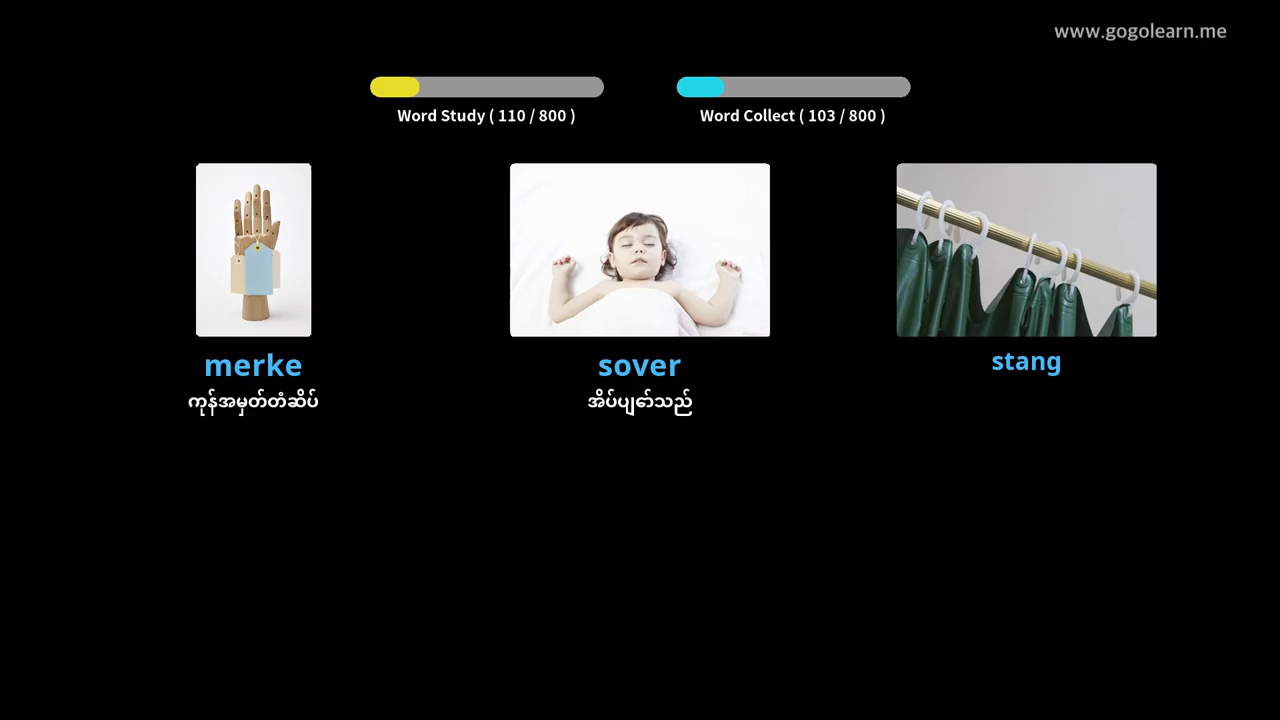 www.gogolearn.me
Word Study ( 110 / 800 )
Word Collect ( 103 / 800 )
merke
sover
stang
ကုန်အမှတ်တံဆိပ်
အိပ်ပျော်သည်